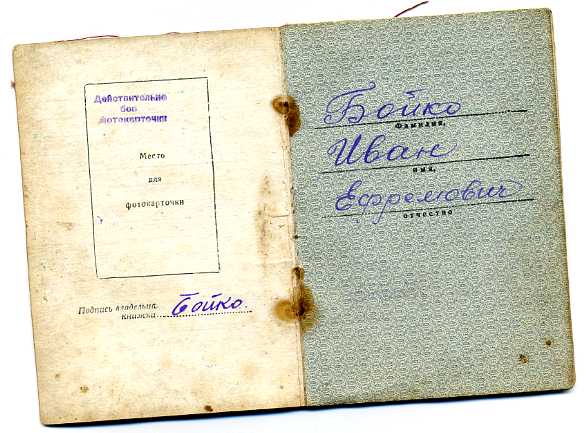 Действительно
без
фотокарточки
Место
для
фотокарточки
Подпись владельца
книжки Бойко.
Бойко
Фамилия,
Иван
имя,
Ефремович
отчество